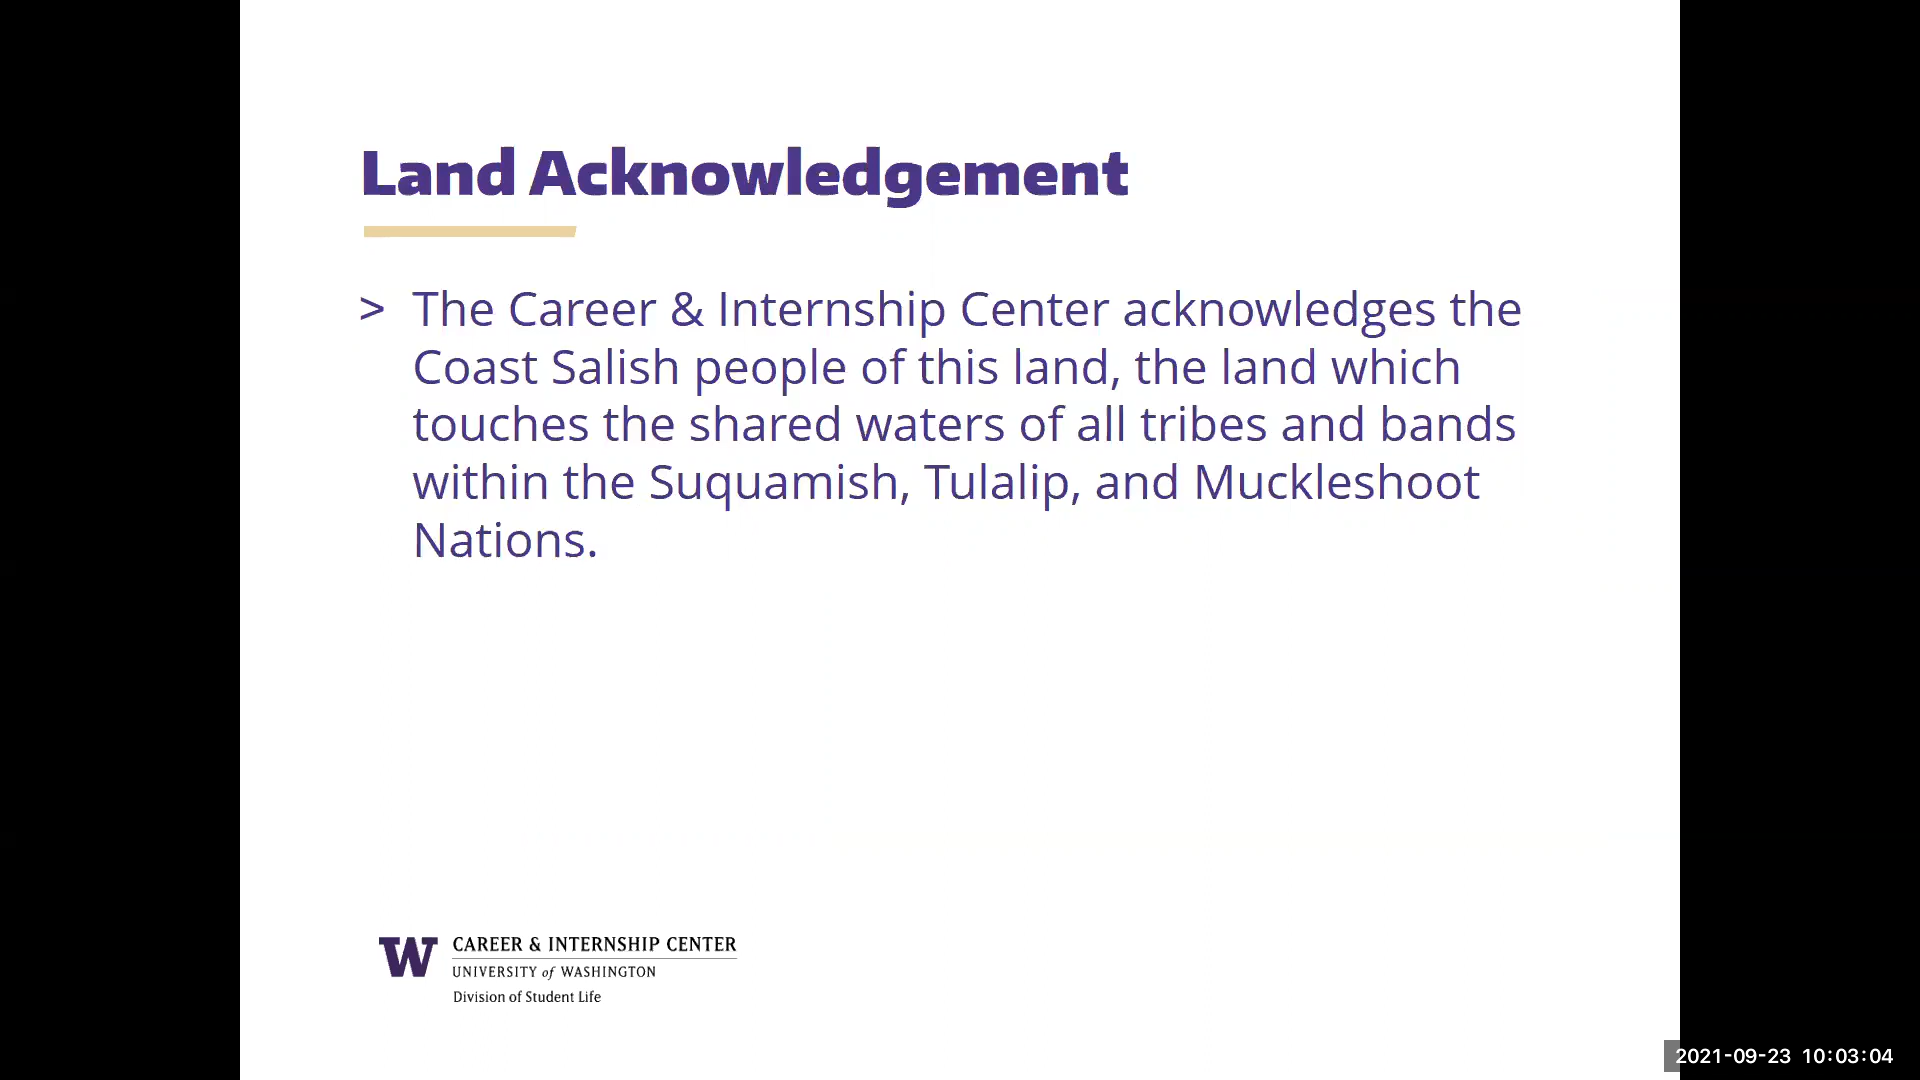 Land Acknowledgement
> The Career & Internship Center acknowledges the
Coast Salish people of this land, the land which
touches the shared waters of all tribes and bands
within the Suquamish, Tulalip, and Muckleshoot
Nations.
W CAREER & INTERNSHIP CENTER
UNIVERSITY of WASHINGTON
Division of Student Life
2021-09-23 10:03:04